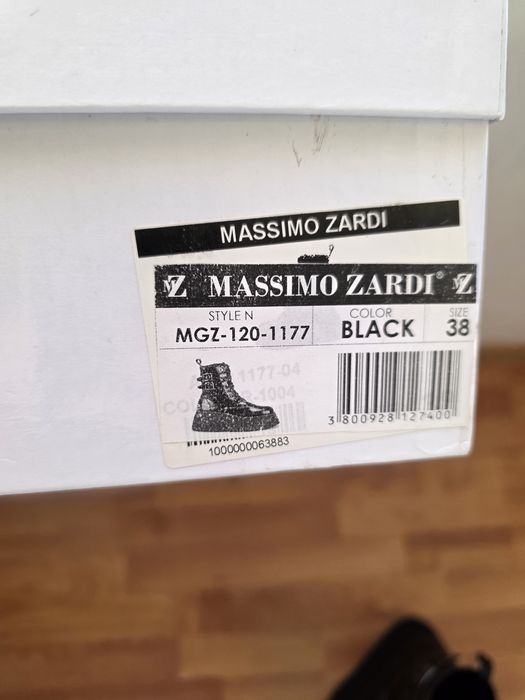 MASSIMO ZARDI
MZ MASSIMO ZARDI® MZ
STYLE N COLOR SIZE
MGZ-120-1177 BLACK 38
1177-04
-1004
3 800928 127400
1000000063883